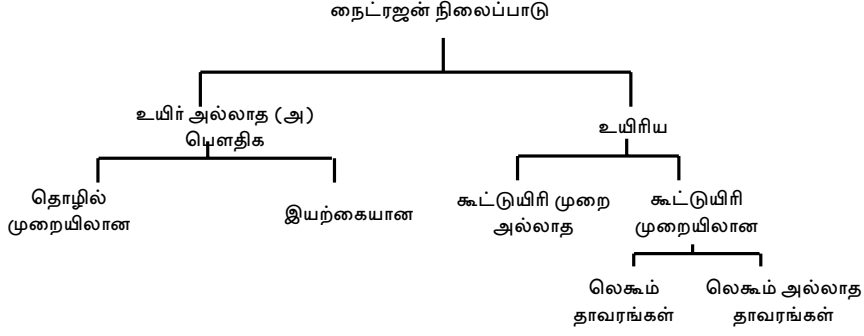 நைட்ரஜன் நிலைப்பாடு
உயிர் அல்லாத (அ)
பௌதிக
உயிரிய
தொழில்
முறையிலான
இயற்கையான
கூட்டுயிரி முறை
அல்லாத
கூட்டுயிரி
முறையிலான
லெகூம்
தாவரங்கள்
லெகூம் அல்லாத
தாவரங்கள்